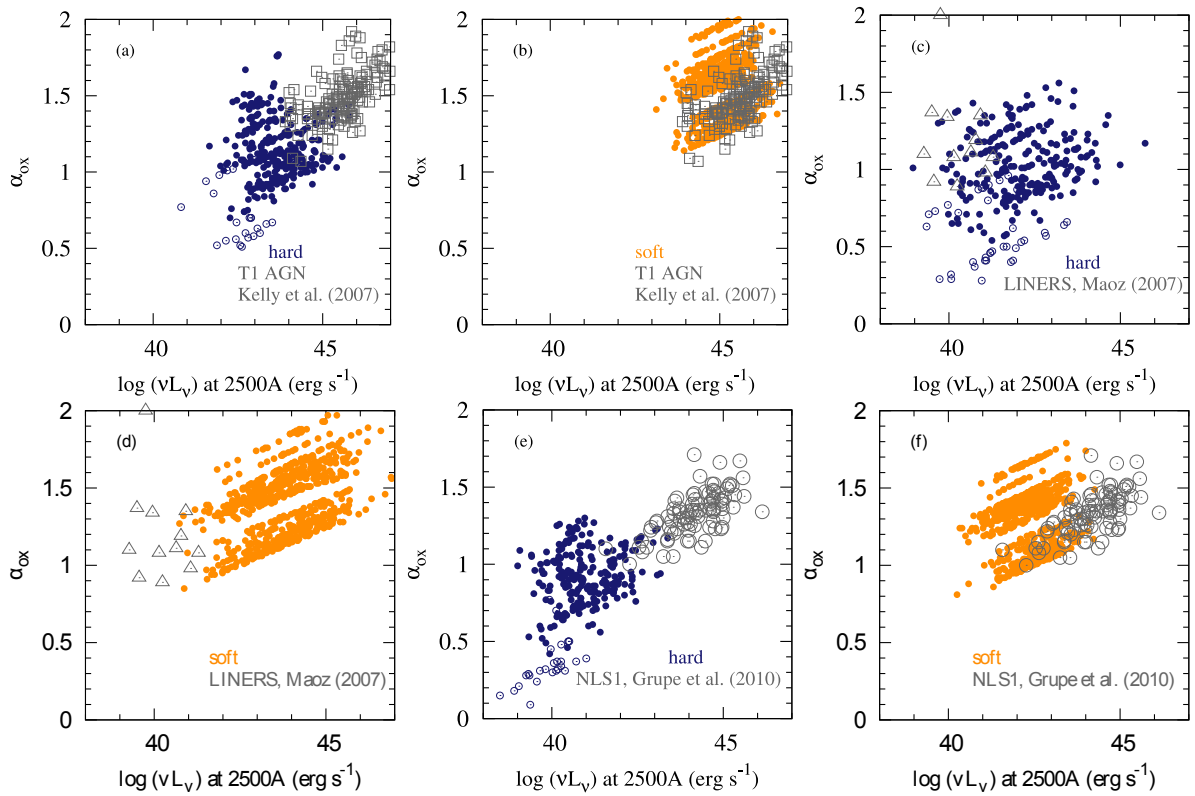 (a)
2
1.5
1
0.5
0
α_ox
hard
T1 AGN
Kelly et al. (2007)
40
45
log (νL_ν) at 2500A (erg s⁻¹)
(b)
2
1.5
1
0.5
0
α_ox
soft
T1 AGN
Kelly et al. (2007)
40
45
log (νL_ν) at 2500A (erg s⁻¹)
(c)
2
1.5
1
0.5
0
α_ox
hard
LINERS, Maoz (2007)
40
45
log (νL_ν) at 2500A (erg s⁻¹)
(d)
2
1.5
1
0.5
0
α_ox
soft
LINERS, Maoz (2007)
40
45
log (νL_ν) at 2500A (erg s⁻¹)
(e)
2
1.5
1
0.5
0
α_ox
hard
NLS1, Grupe et al. (2010)
40
45
log (νL_ν) at 2500A (erg s⁻¹)
(f)
2
1.5
1
0.5
0
α_ox
soft
NLS1, Grupe et al. (2010)
40
45
log (νL_ν) at 2500A (erg s⁻¹)